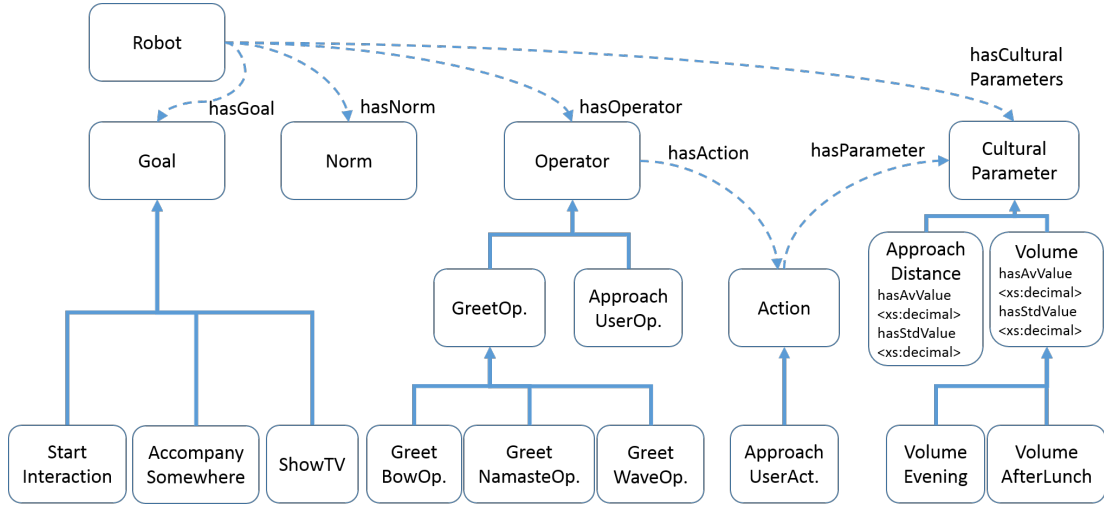 Robot
hasCultural
Parameters
hasGoal
hasNorm
hasOperator
Goal
Norm
Operator
hasAction
hasParameter
Cultural
Parameter
GreetOp.
Approach
UserOp.
Action
Approach
Distance
hasAvValue
<xs:decimal>
hasStdValue
<xs:decimal>
Volume
hasAvValue
<xs:decimal>
hasStdValue
<xs:decimal>
Start
Interaction
Accompany
Somewhere
ShowTV
Greet
BowOp.
Greet
NamasteOp.
Greet
WaveOp.
Approach
UserAct.
Volume
Evening
Volume
AfterLunch